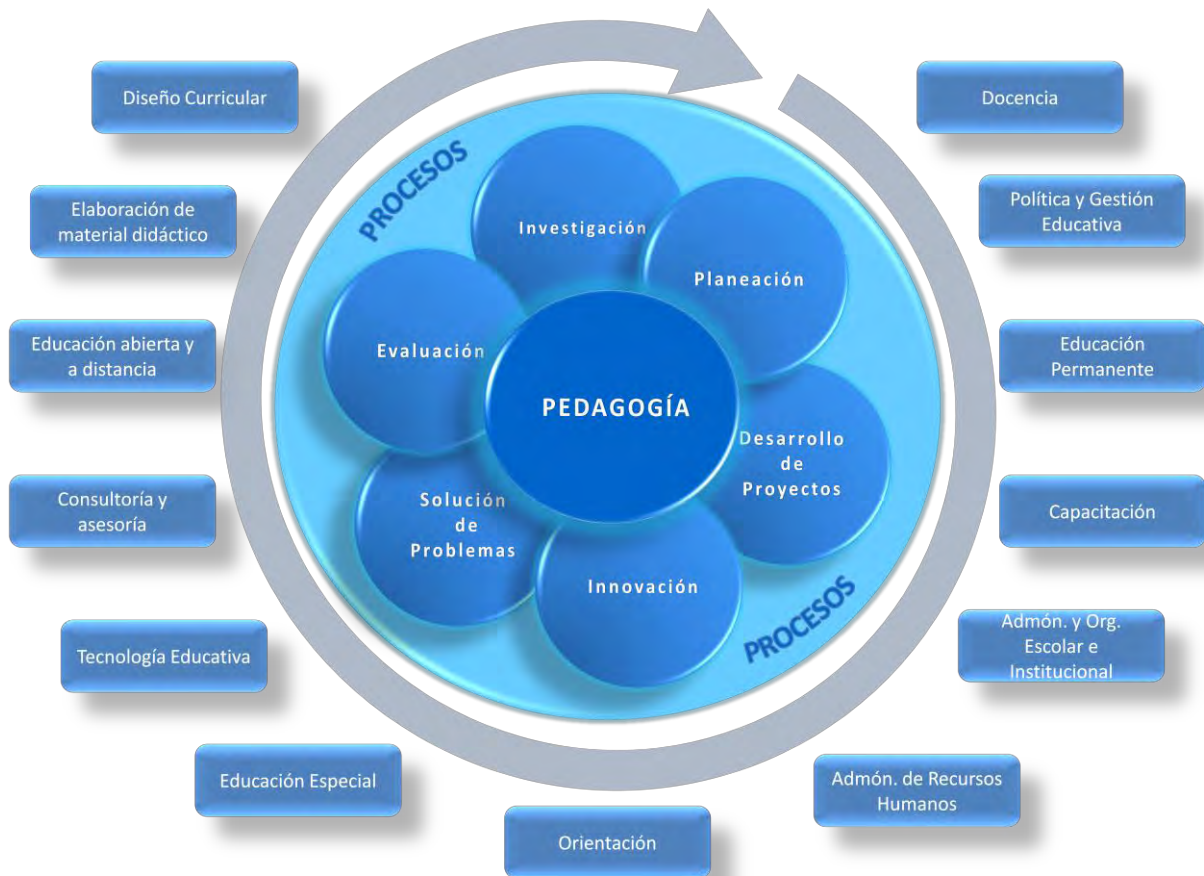 Diseño Curricular
Docencia
PROCESOS
Elaboración de
material didáctico
Investigación
Política y Gestión
Educativa
Planeación
Educación abierta y
a distancia
Evaluación
Educación
Permanente
PEDAGOGÍA
Desarrollo
de
Proyectos
Consultoría y
asesoría
Solución
de
Problemas
Capacitación
Innovación
PROCESOS
Tecnología Educativa
Admón. y Org.
Escolar e
Institucional
Educación Especial
Admón. de Recursos
Humanos
Orientación